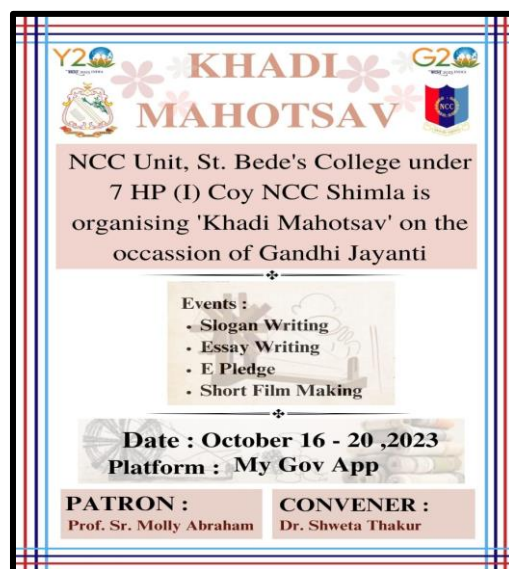 Y20
G20
KHADI
MAHOTSAV
NCC
NCC Unit, St. Bede's College under
7 HP (I) Coy NCC Shimla is
organising 'Khadi Mahotsav' on the
occassion of Gandhi Jayanti
Events :
• Slogan Writing
• Essay Writing
• E Pledge
• Short Film Making
Date : October 16 - 20 ,2023
Platform : My Gov App
PATRON :
Prof. Sr. Molly Abraham
CONVENER :
Dr. Shweta Thakur